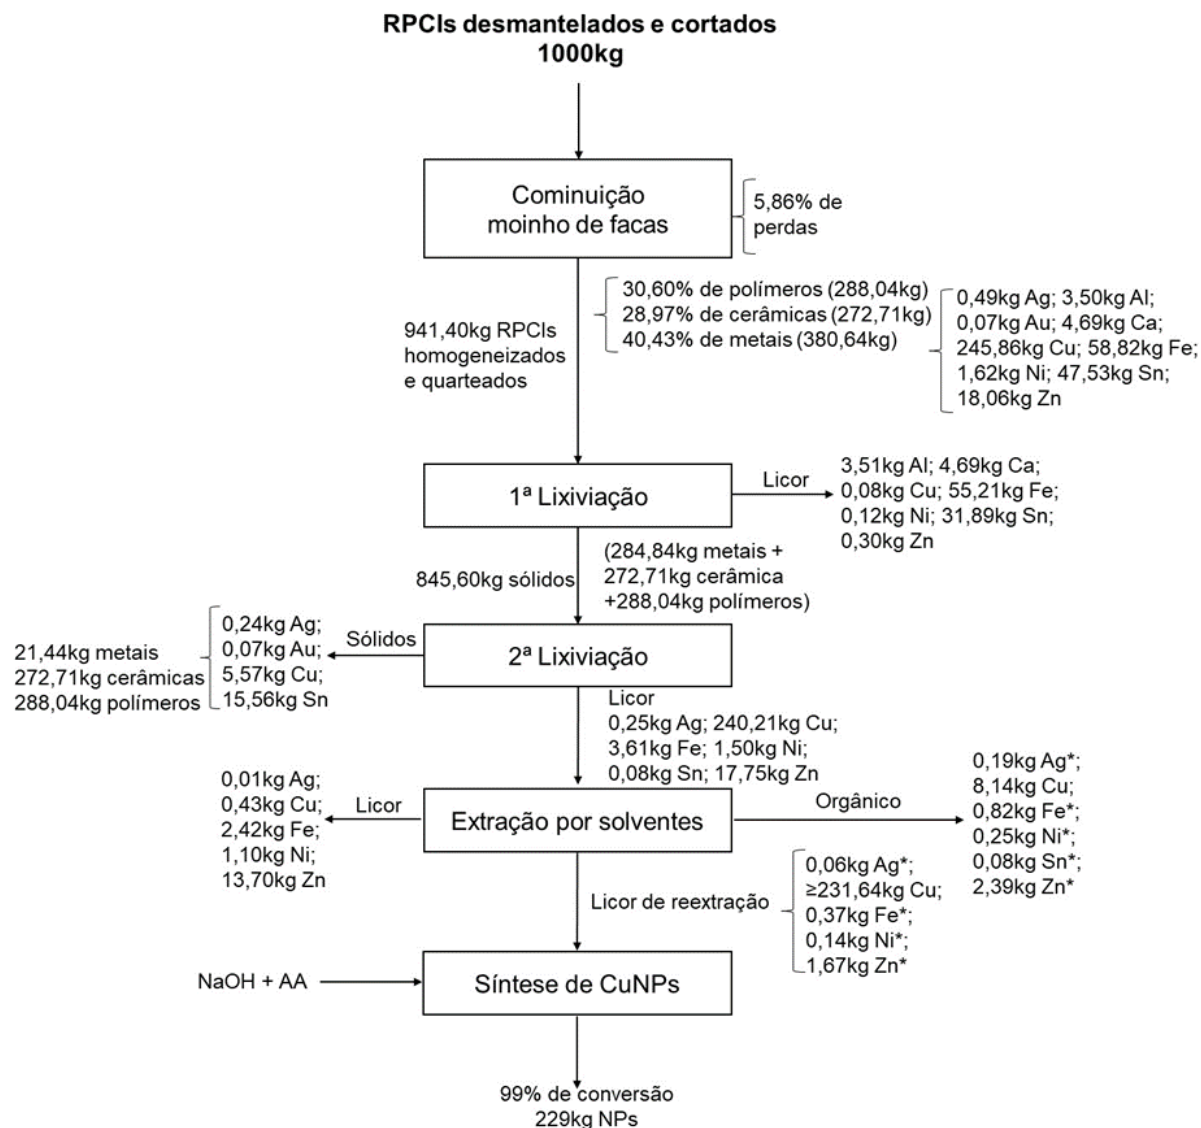 RPCIs desmantelados e cortados
1000kg
Cominuição
moinho de facas
5,86% de
perdas
941,40kg RPCIs
homogeneizados
e quarteados
30,60% de polímeros (288,04kg)
28,97% de cerâmicas (272,71kg)
40,43% de metais (380,64kg)
0,49kg Ag; 3,50kg Al;
0,07kg Au; 4,69kg Ca;
245,86kg Cu; 58,82kg Fe;
1,62kg Ni; 47,53kg Sn;
18,06kg Zn
1ª Lixiviação
Licor
3,51kg Al; 4,69kg Ca;
0,08kg Cu; 55,21kg Fe;
0,12kg Ni; 31,89kg Sn;
0,30kg Zn
845,60kg sólidos
(284,84kg metais +
272,71kg cerâmica
+288,04kg polímeros)
2ª Lixiviação
Sólidos
0,24kg Ag;
0,07kg Au;
5,57kg Cu;
15,56kg Sn
21,44kg metais
272,71kg cerâmicas
288,04kg polímeros
Licor
0,25kg Ag; 240,21kg Cu;
3,61kg Fe; 1,50kg Ni;
0,08kg Sn; 17,75kg Zn
Extração por solventes
Licor
0,01kg Ag;
0,43kg Cu;
2,42kg Fe;
1,10kg Ni;
13,70kg Zn
Orgânico
0,19kg Ag*;
8,14kg Cu;
0,82kg Fe*;
0,25kg Ni*;
0,08kg Sn*;
2,39kg Zn*
Licor de reextração
0,06kg Ag*;
≥231,64kg Cu;
0,37kg Fe*;
0,14kg Ni*;
1,67kg Zn*
NaOH + AA
Síntese de CuNPs
99% de conversão
229kg NPs